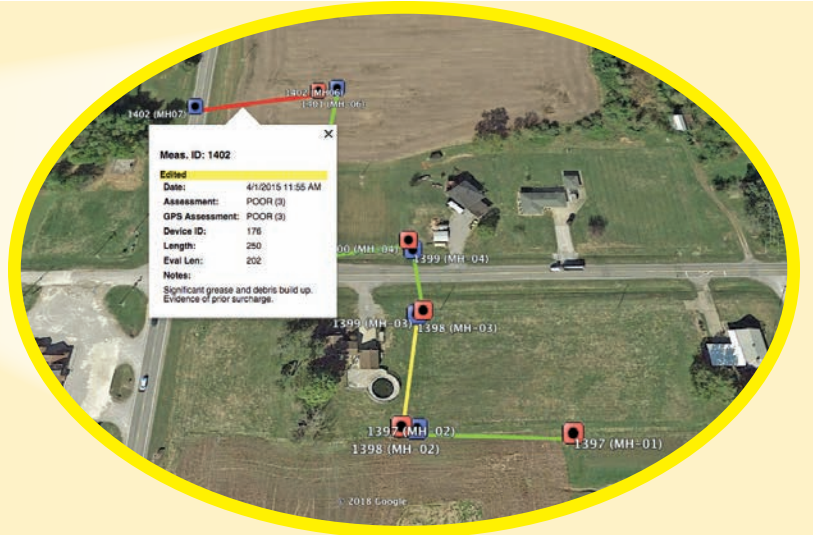 1402 (MH06)
1401 (MH-06)
1402 (MH07)
×
Meas. ID: 1402
Edited
Date: 4/1/2015 11:55 AM
Assessment: POOR (3)
GPS Assessment: POOR (3)
Device ID: 176
Length: 250
Eval Len: 202
Notes:
Significant grease and debris build up.
Evidence of prior surcharge.
00 (MH-04)
1399 (MH-04)
1399 (MH-03)
1398 (MH-03)
1397 (MH-02)
1398 (MH-02)
1397 (MH-01)
©2018 Google